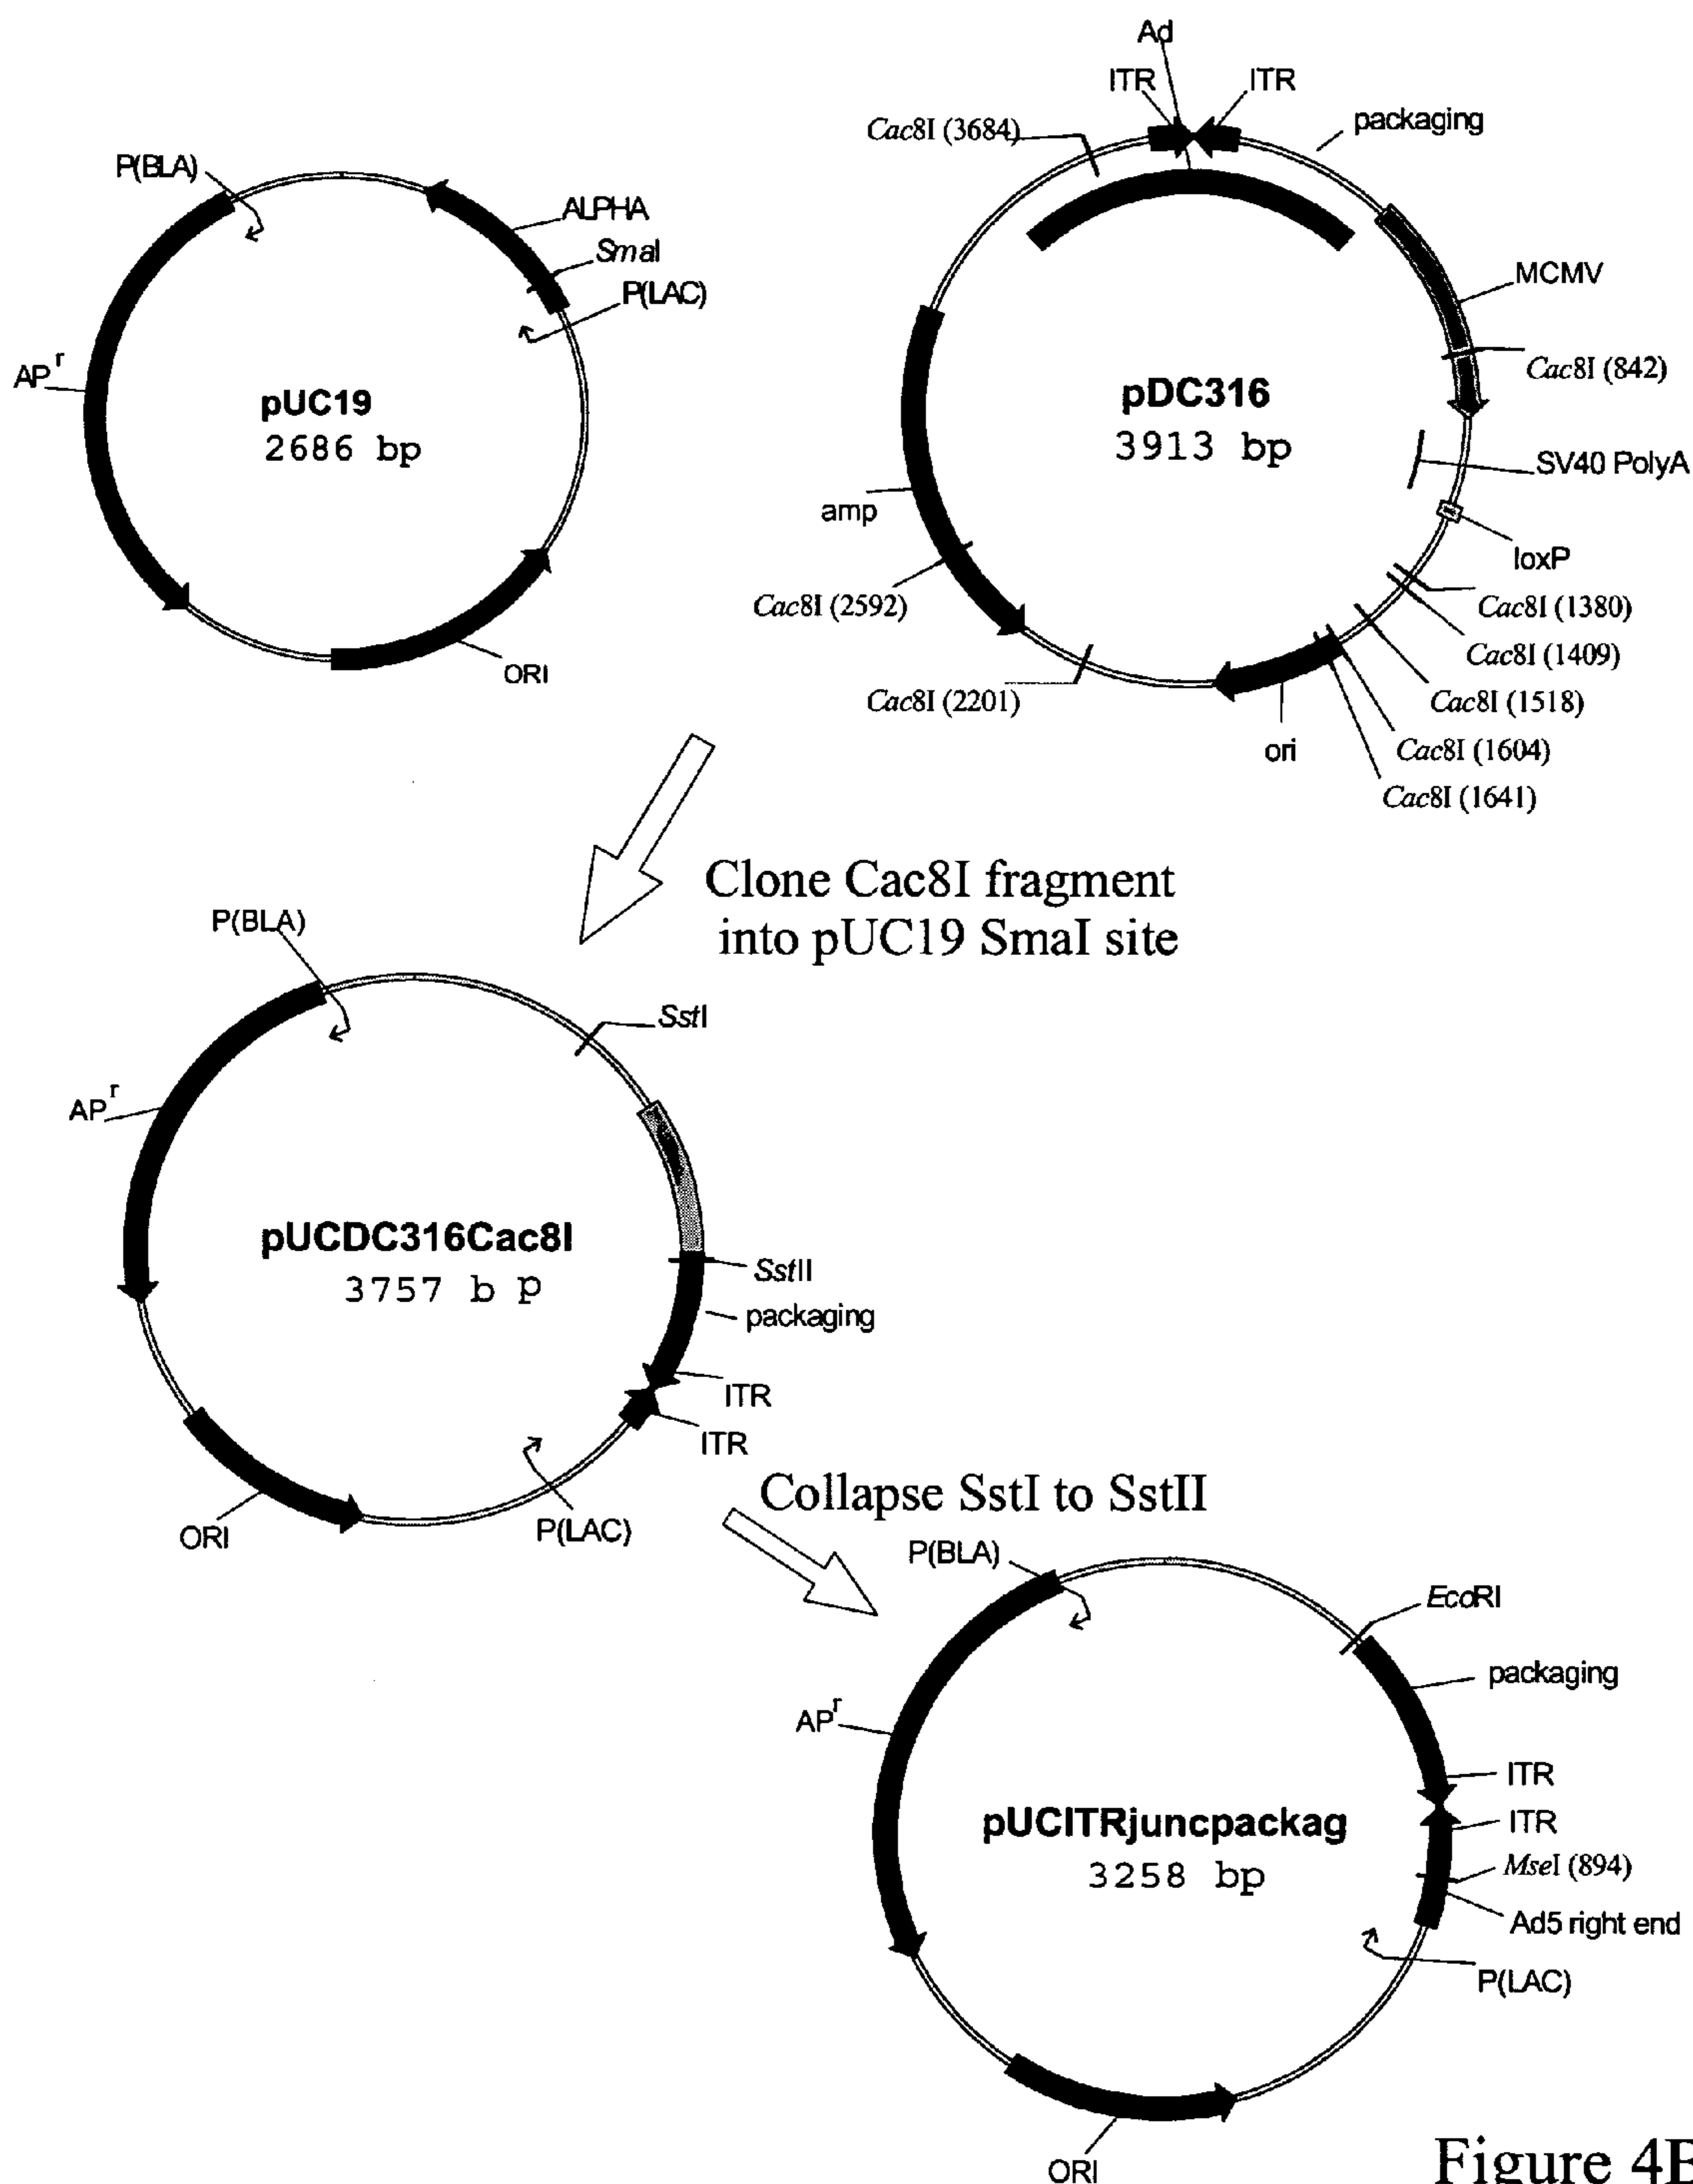 P(BLA)
ALPHA
SmaI
P(LAC)
AP r
pUC19
2686 bp
ORI
Ad
ITR
ITR
packaging
Cac8I (3684)
MCMV
Cac8I (842)
pDC316
3913 bp
SV40 PolyA
amp
loxP
Cac8I (2592)
Cac8I (1380)
Cac8I (1409)
Cac8I (2201)
Cac8I (1518)
ori
Cac8I (1604)
Cac8I (1641)
Clone Cac8I fragment
into pUC19 SmaI site
P(BLA)
SstI
AP r
pUCDC316Cac8I
3757 b p
SstII
packaging
ITR
ITR
P(LAC)
ORI
Collapse SstI to SstII
P(BLA)
EcoRI
packaging
AP r
ITR
ITR
pUCITRjuncpackag
3258 bp
MseI (894)
Ad5 right end
P(LAC)
ORI
Figure 4B